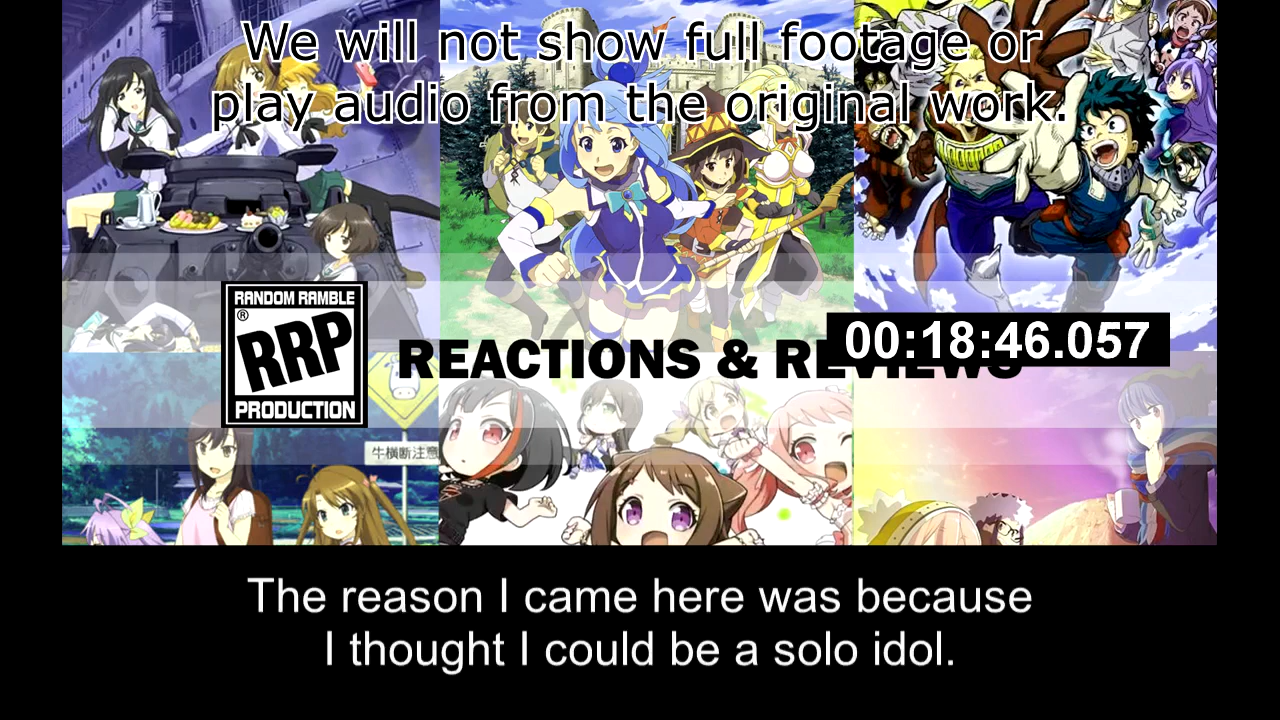 We will not show full footage or
play audio from the original work.
RANDOM RAMBLE
®
RRP
PRODUCTION
REACTIONS & REVIEWS
00:18:46.057
牛横断注意
The reason I came here was because
I thought I could be a solo idol.